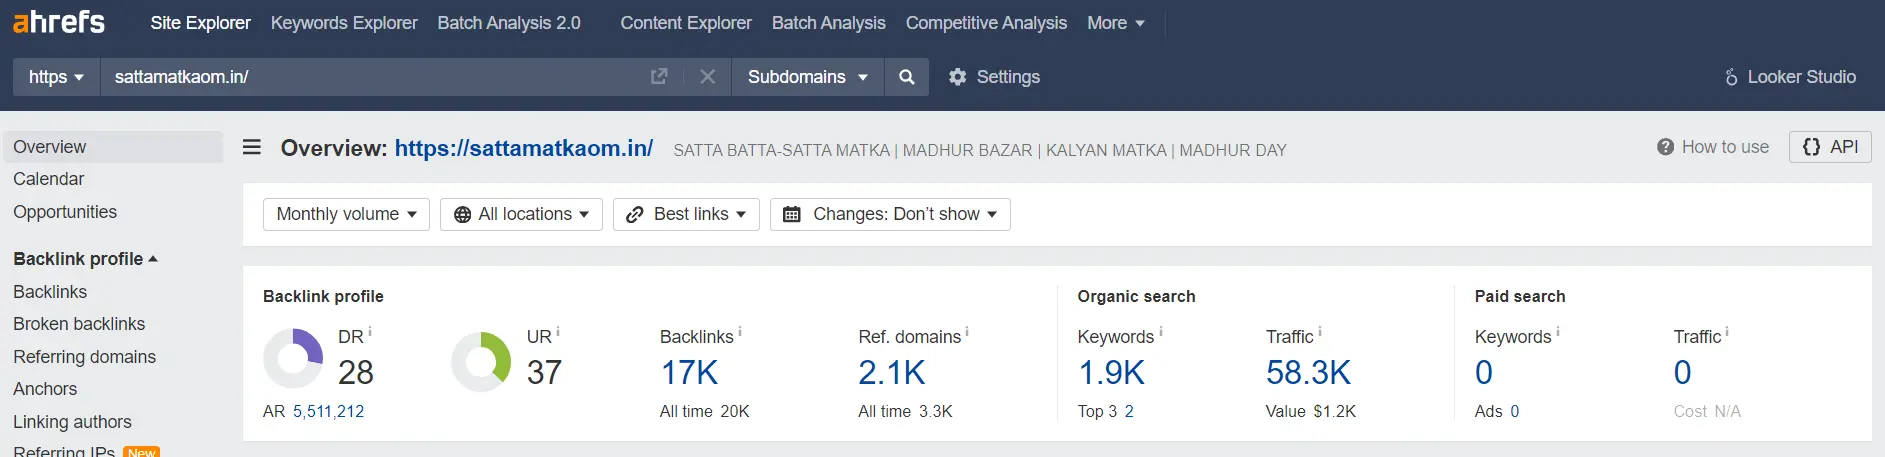 ahrefs Site Explorer Keywords Explorer Batch Analysis 2.0 Content Explorer Batch Analysis Competitive Analysis More
https sattamatkaom.in/ Subdomains Settings Looker Studio
Overview
Calendar
Opportunities
Backlink profile
Backlinks
Broken backlinks
Referring domains
Anchors
Linking authors
Referring IPs New
Overview: https://sattamatkaom.in/ SATTA BATTA-SATTA MATKA | MADHUR BAZAR | KALYAN MATKA | MADHUR DAY How to use {} API
Monthly volume All locations Best links Changes: Don't show
Backlink profile
DR i
28
AR 5,511,212
UR i
37
Backlinks i
17K
All time 20K
Ref. domains i
2.1K
All time 3.3K
Organic search
Keywords i
1.9K
Top 3 2
Traffic i
58.3K
Value $1.2K
Paid search
Keywords i
0
Ads 0
Traffic i
0
Cost N/A